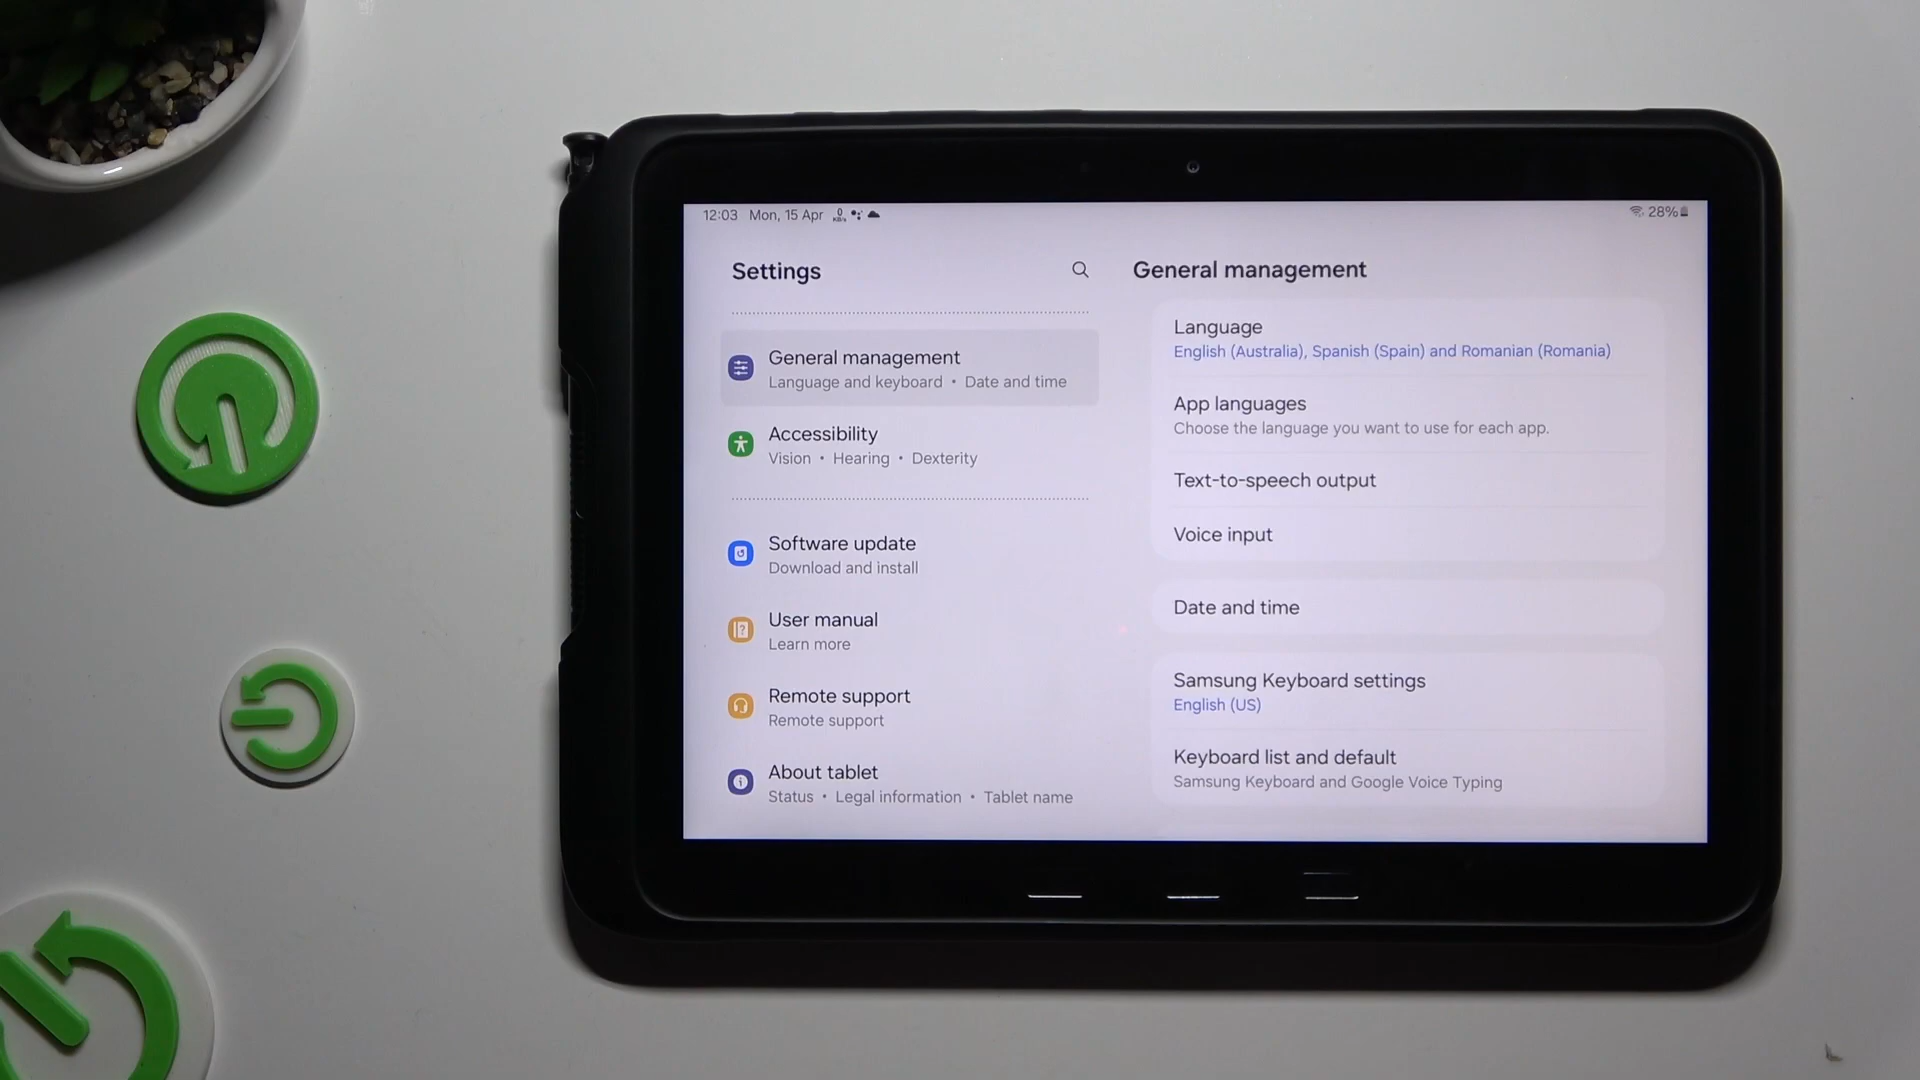 12:03 Mon, 15 Apr
28%
Settings
General management
Language and keyboard • Date and time
Accessibility
Vision • Hearing • Dexterity
Software update
Download and install
User manual
Learn more
Remote support
Remote support
About tablet
Status • Legal information • Tablet name
General management
Language
English (Australia), Spanish (Spain) and Romanian (Romania)
App languages
Choose the language you want to use for each app.
Text-to-speech output
Voice input
Date and time
Samsung Keyboard settings
English (US)
Keyboard list and default
Samsung Keyboard and Google Voice Typing